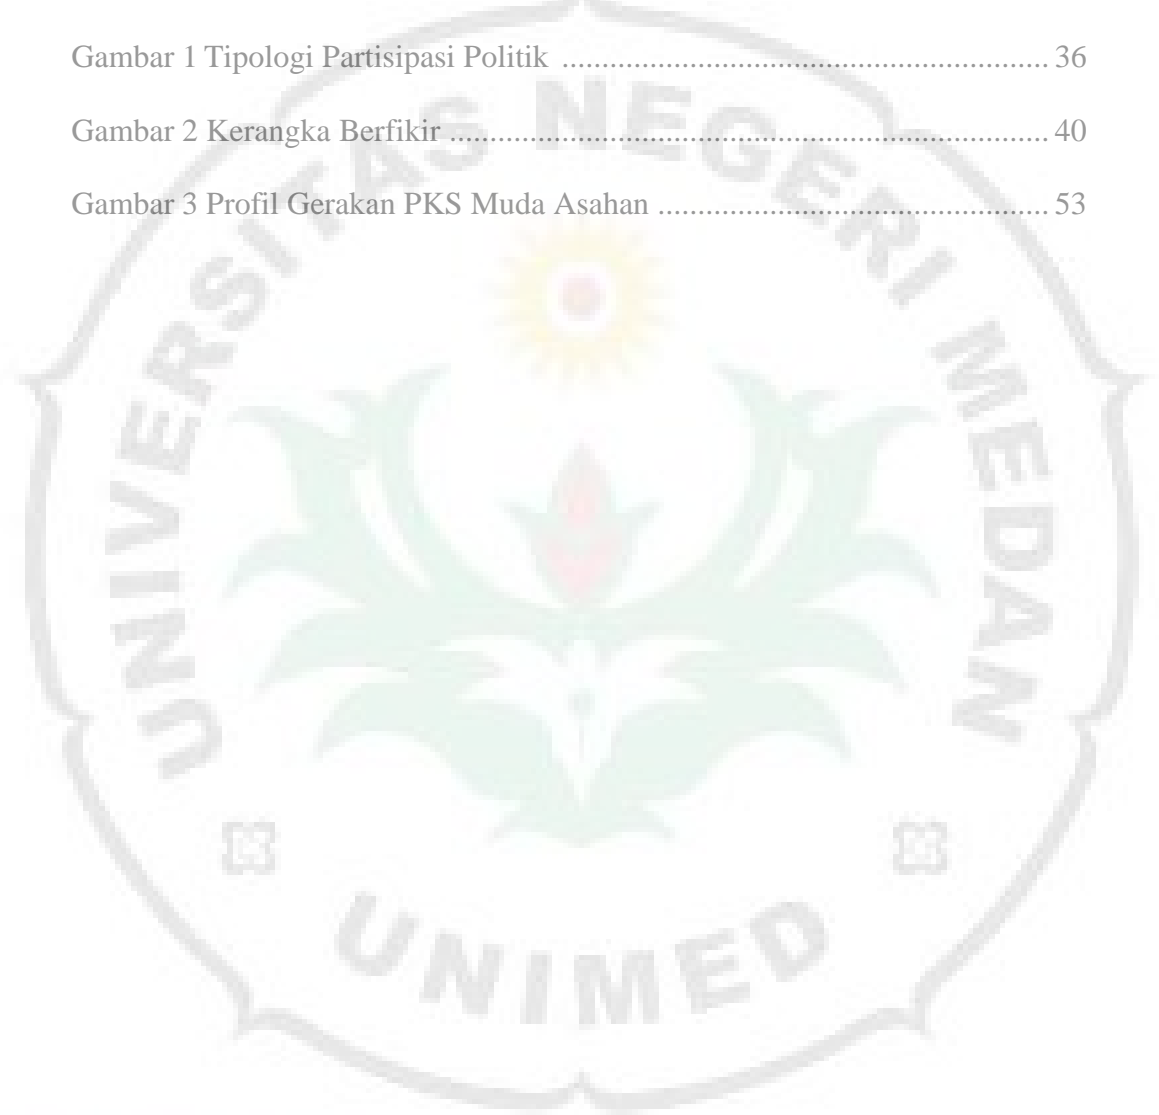 Gambar 1 Tipologi Partisipasi Politik ............................................................ 36
Gambar 2 Kerangka Berfikir .......................................................................... 40
Gambar 3 Profil Gerakan PKS Muda Asahan ................................................ 53
UNIVERSITAS NEGERI MEDAN
UNIMED